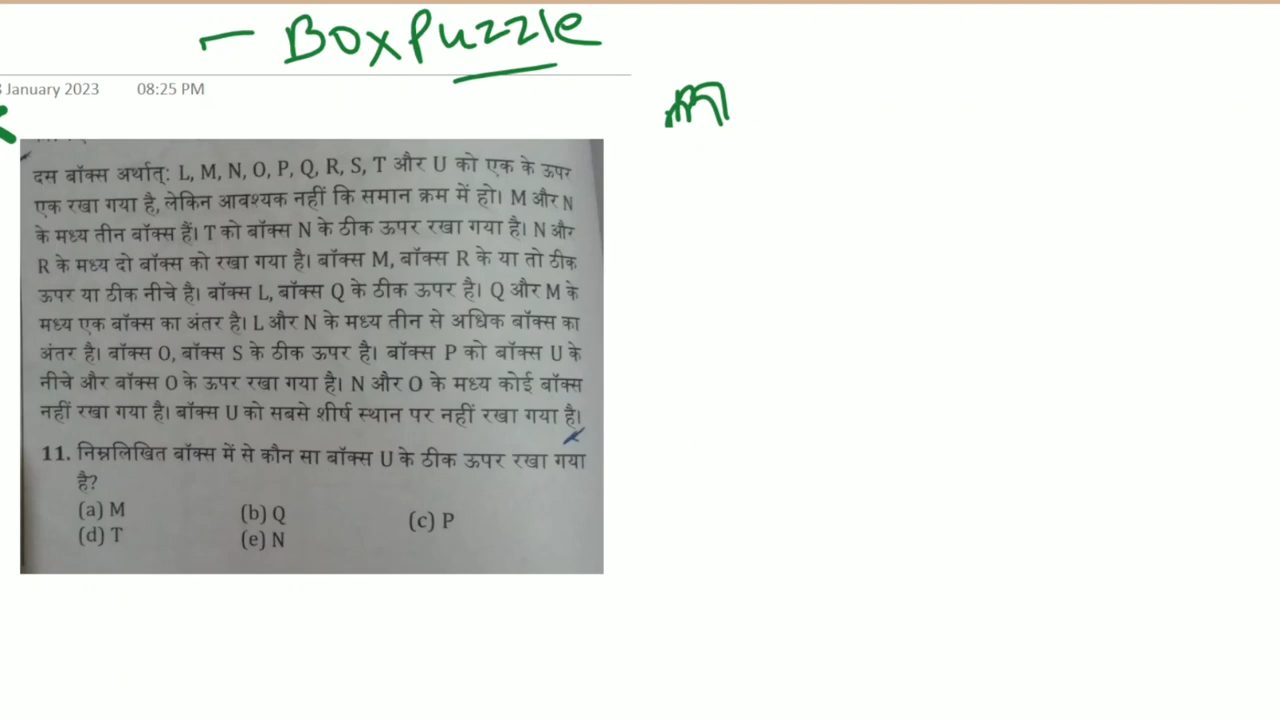 - Box Puzzle
January 2023 08:25 PM
दस बॉक्स अर्थात्: L, M, N, O, P, Q, R, S, T और U को एक के ऊपर
एक रखा गया है, लेकिन आवश्यक नहीं कि समान क्रम में हो। M और N
के मध्य तीन बॉक्स हैं। T को बॉक्स N के ठीक ऊपर रखा गया है। N और
R के मध्य दो बॉक्स को रखा गया है। बॉक्स M, बॉक्स R के या तो ठीक
ऊपर या ठीक नीचे है। बॉक्स L, बॉक्स Q के ठीक ऊपर है। Q और M के
मध्य एक बॉक्स का अंतर है। L और N के मध्य तीन से अधिक बॉक्स का
अंतर है। बॉक्स O, बॉक्स S के ठीक ऊपर है। बॉक्स P को बॉक्स U के
नीचे और बॉक्स O के ऊपर रखा गया है। N और O के मध्य कोई बॉक्स
नहीं रखा गया है। बॉक्स U को सबसे शीर्ष स्थान पर नहीं रखा गया है।
11. निम्नलिखित बॉक्स में से कौन सा बॉक्स U के ठीक ऊपर रखा गया
है?
(a) M (b) Q (c) P
(d) T (e) N